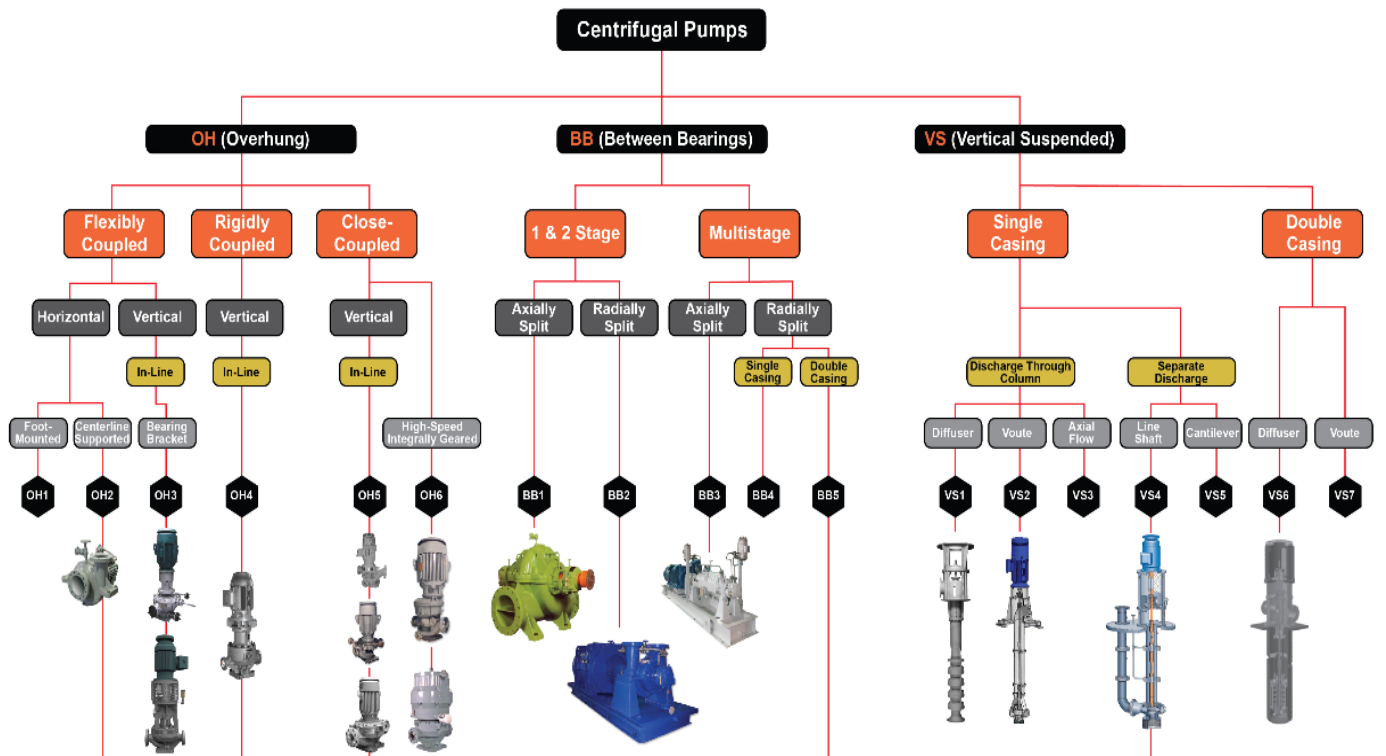 Centrifugal Pumps
OH (Overhung)
BB (Between Bearings)
VS (Vertical Suspended)
Flexibly
Coupled
Rigidly
Coupled
Close-
Coupled
1 & 2 Stage
Multistage
Single
Casing
Double
Casing
Horizontal
Vertical
Vertical
Vertical
Axially
Split
Radially
Split
Axially
Split
Radially
Split
In-Line
In-Line
In-Line
Single
Casing
Double
Casing
Discharge Through
Column
Separate
Discharge
Foot-
Mounted
Centerline
Supported
Bearing
Bracket
High-Speed
Integrally Geared
Diffuser
Voute
Axial
Flow
Line
Shaft
Cantilever
Diffuser
Voute
OH1
OH2
OH3
OH4
OH5
OH6
BB1
BB2
BB3
BB4
BB5
VS1
VS2
VS3
VS4
VS5
VS6
VS7